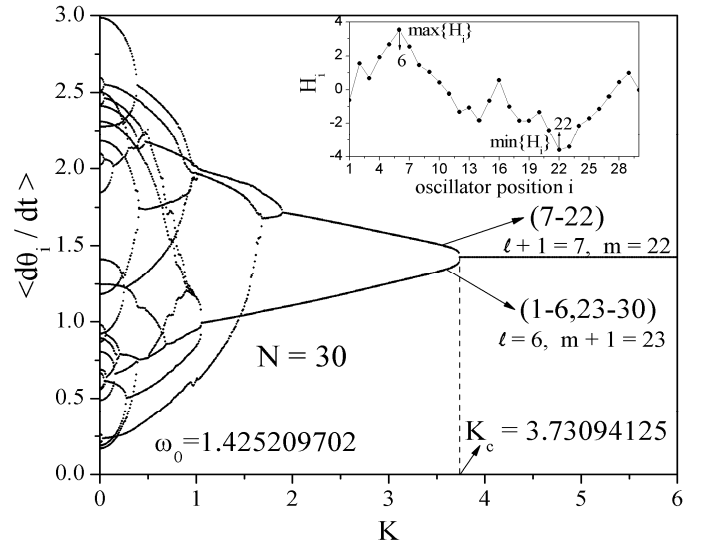 <dθi / dt >
3.0
2.5
2.0
1.5
1.0
0.5
0.0
0 1 2 3 4 5 6
K
Hi
4
2
0
-2
-4
1 4 7 10 13 16 19 22 25 28
oscillator position i
max{Hi}
6
22
min{Hi}
(7-22)
ℓ + 1 = 7, m = 22
(1-6,23-30)
ℓ = 6, m + 1 = 23
N = 30
ω0=1.425209702
Kc = 3.73094125